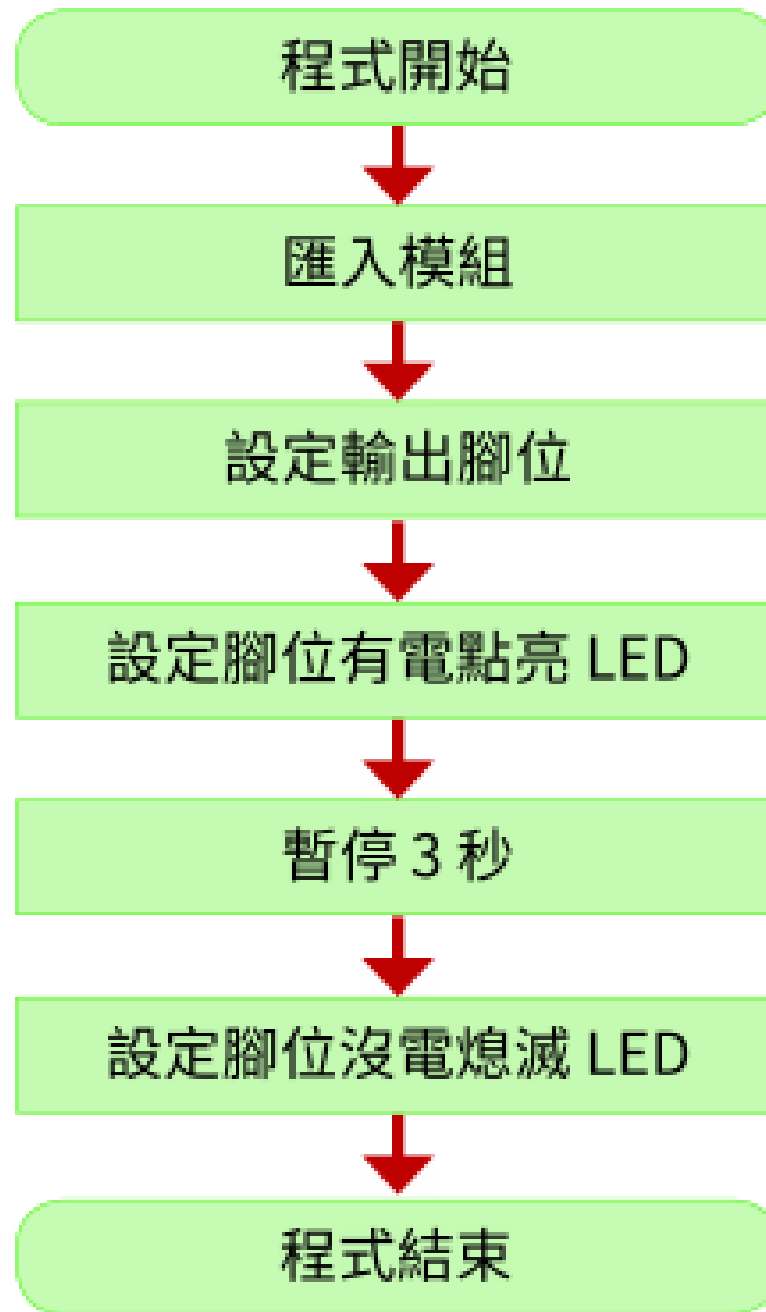 程式開始
匯入模組
設定輸出腳位
設定腳位有電點亮 LED
暫停 3 秒
設定腳位沒電熄滅 LED
程式結束